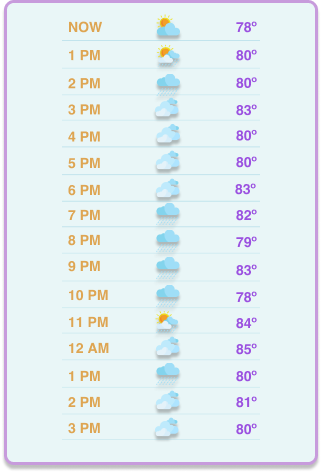 NOW 78°
1 PM 80°
2 PM 80°
3 PM 83°
4 PM 80°
5 PM 80°
6 PM 83°
7 PM 82°
8 PM 79°
9 PM 83°
10 PM 78°
11 PM 84°
12 AM 85°
1 PM 80°
2 PM 81°
3 PM 80°